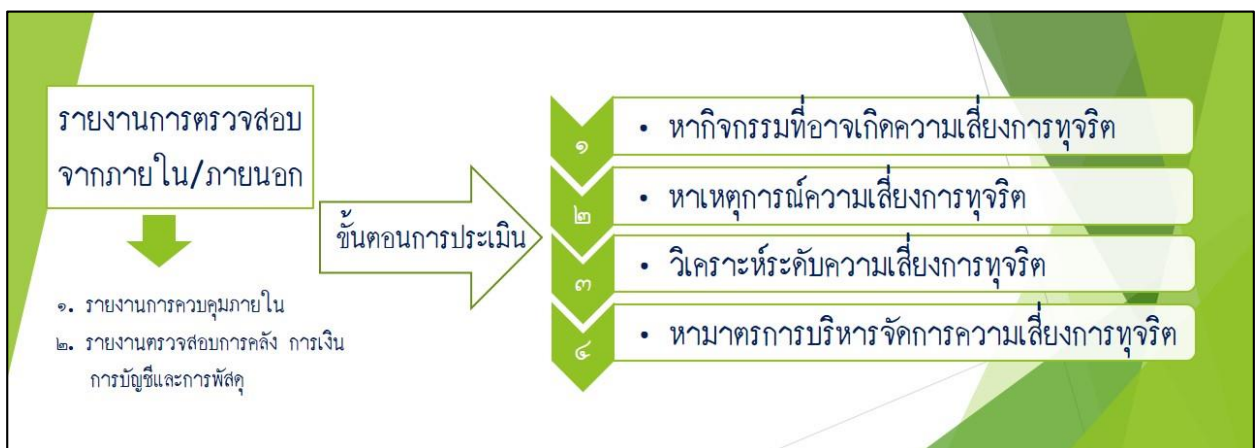 รายงานการตรวจสอบ
จากภายใน/ภายนอก
๑. รายงานการควบคุมภายใน
๒. รายงานตรวจสอบการคลัง การเงิน
การบัญชีและการพัสดุ
ขั้นตอนการประเมิน
๑
• หากิจกรรมที่อาจเกิดความเสี่ยงการทุจริต
๒
• หาเหตุการณ์ความเสี่ยงการทุจริต
๓
• วิเคราะห์ระดับความเสี่ยงการทุจริต
๔
• หามาตรการบริหารจัดการความเสี่ยงการทุจริต